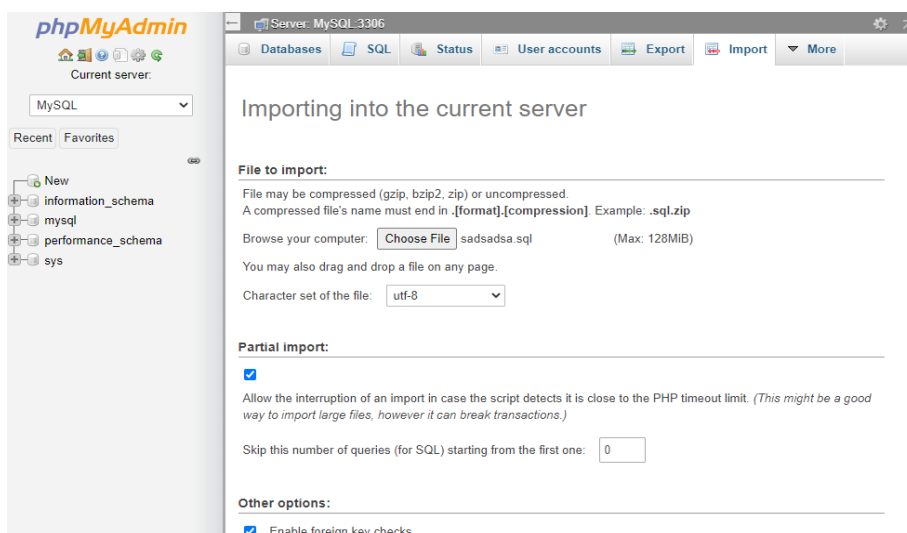 phpMyAdmin
Current server:
MySQL
Recent Favorites
New
information_schema
mysql
performance_schema
sys
Server: MySQL:3306
Databases SQL Status User accounts Export Import More
Importing into the current server
File to import:
File may be compressed (gzip, bzip2, zip) or uncompressed.
A compressed file's name must end in .[format].[compression]. Example: .sql.zip
Browse your computer: Choose File sadsadsa.sql (Max: 128MiB)
You may also drag and drop a file on any page.
Character set of the file: utf-8
Partial import:
Allow the interruption of an import in case the script detects it is close to the PHP timeout limit. (This might be a good
way to import large files, however it can break transactions.)
Skip this number of queries (for SQL) starting from the first one: 0
Other options:
Enable foreign key checks